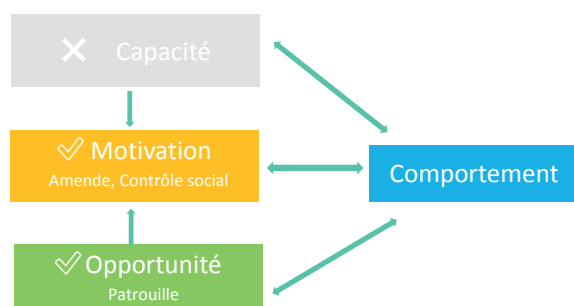 Capacité
Motivation
Amende, Contrôle social
Comportement
Opportunité
Patrouille